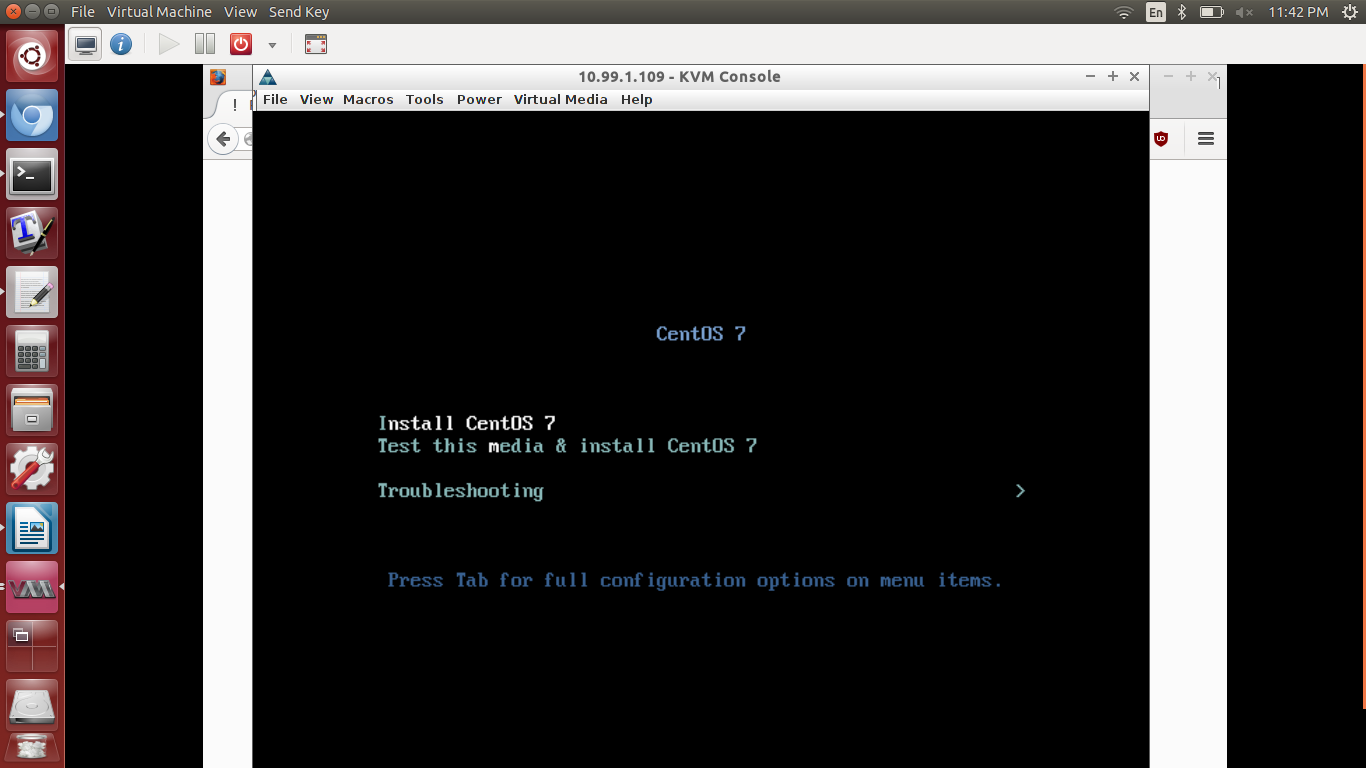 File Virtual Machine View Send Key
En
11:42 PM
10.99.1.109 - KVM Console
File View Macros Tools Power Virtual Media Help
!
CentOS 7
Install CentOS 7
Test this media & install CentOS 7
Troubleshooting >
Press Tab for full configuration options on menu items.